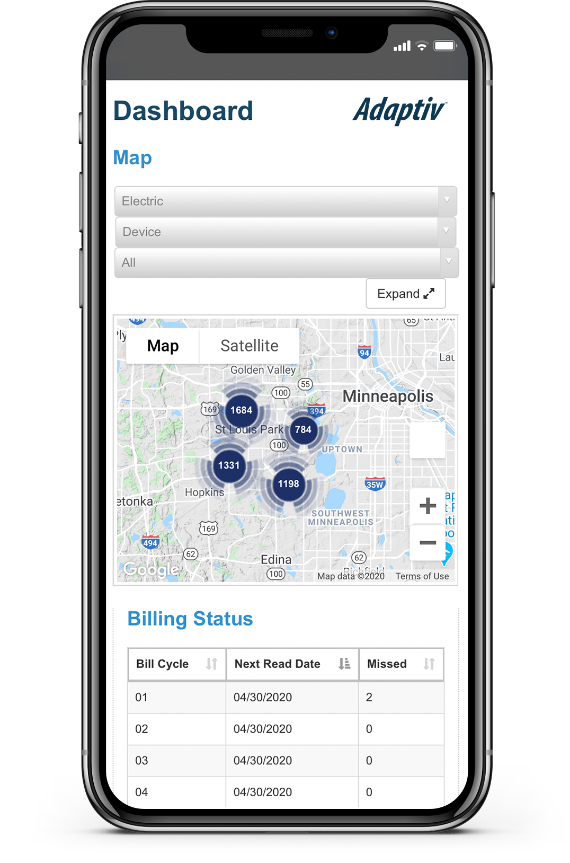 Dashboard
Adaptiv
Map
Electric
Device
All
Expand
Map
Satellite
Golden Valley
94
55
100
Minneapolis
169
394
1684
784
St Louis Park
100
UPTOWN
1331
1198
35W
Hopkins
etonka
SOUTHWEST
MINNEAPOLIS
169
494
62
Edina
62
100
+
−
Google
Map data ©2020
Terms of Use
Billing Status
Bill Cycle
Next Read Date
Missed
01 04/30/2020 2
02 04/30/2020 0
03 04/30/2020 0
04 04/30/2020 0